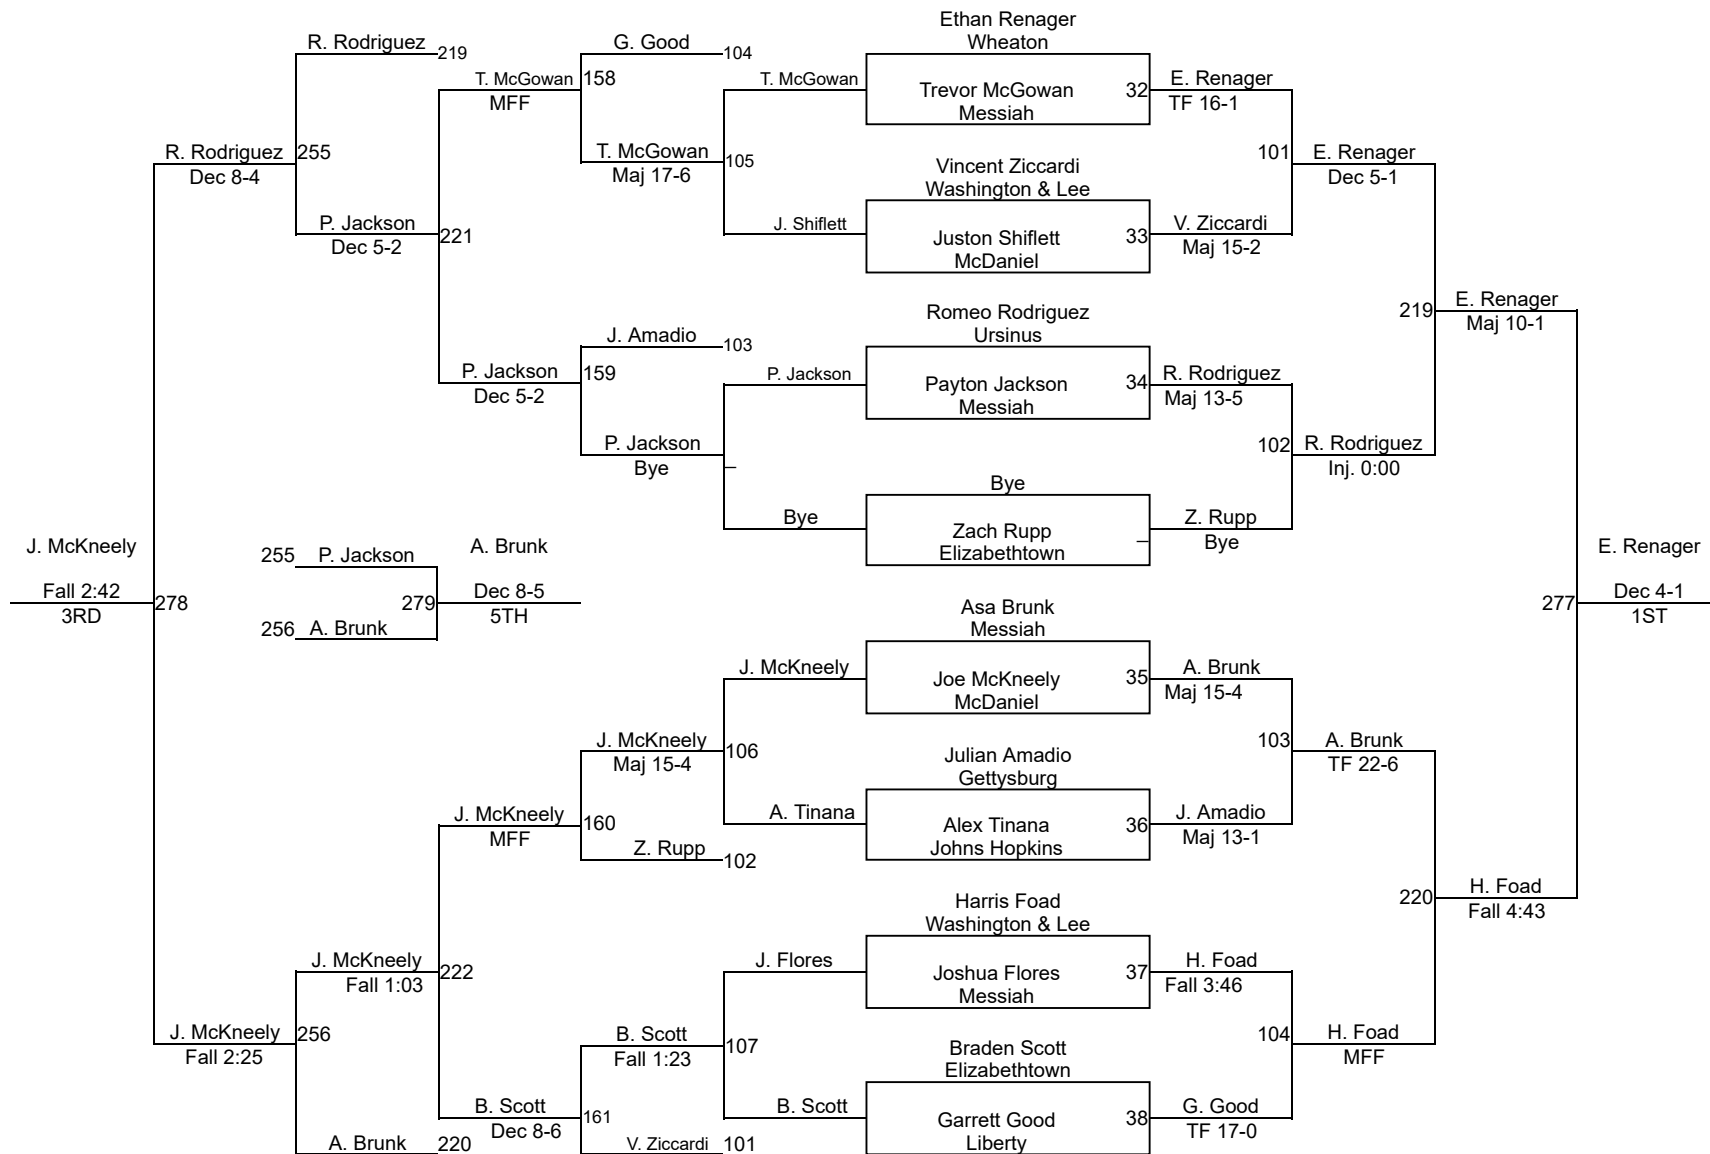 Ethan Renager
Wheaton
R. Rodriguez
219
G. Good
104
T. McGowan
MFF
158
T. McGowan
Trevor McGowan
Messiah
32
E. Renager
TF 16-1
R. Rodriguez
Dec 8-4
255
T. McGowan
Maj 17-6
105
Vincent Ziccardi
Washington & Lee
101
E. Renager
Dec 5-1
P. Jackson
Dec 5-2
221
J. Shiflett
Juston Shiflett
McDaniel
33
V. Ziccardi
Maj 15-2
Romeo Rodriguez
Ursinus
219
E. Renager
Maj 10-1
J. Amadio
103
P. Jackson
Dec 5-2
159
P. Jackson
Payton Jackson
Messiah
34
R. Rodriguez
Maj 13-5
P. Jackson
Bye
–
102
R. Rodriguez
Inj. 0:00
Bye
Bye
Zach Rupp
Elizabethtown
–
Z. Rupp
Bye
J. McKneely
Fall 2:42
3RD
278
255
P. Jackson
256
A. Brunk
279
A. Brunk
Dec 8-5
5TH
Asa Brunk
Messiah
277
E. Renager
Dec 4-1
1ST
J. McKneely
Joe McKneely
McDaniel
35
A. Brunk
Maj 15-4
J. McKneely
Maj 15-4
106
Julian Amadio
Gettysburg
103
A. Brunk
TF 22-6
J. McKneely
MFF
160
A. Tinana
Alex Tinana
Johns Hopkins
36
J. Amadio
Maj 13-1
Z. Rupp
102
Harris Foad
Washington & Lee
220
H. Foad
Fall 4:43
J. McKneely
Fall 1:03
222
J. Flores
Joshua Flores
Messiah
37
H. Foad
Fall 3:46
J. McKneely
Fall 2:25
256
B. Scott
Fall 1:23
107
Braden Scott
Elizabethtown
104
H. Foad
MFF
B. Scott
Dec 8-6
161
B. Scott
Garrett Good
Liberty
38
G. Good
TF 17-0
A. Brunk
220
V. Ziccardi
101